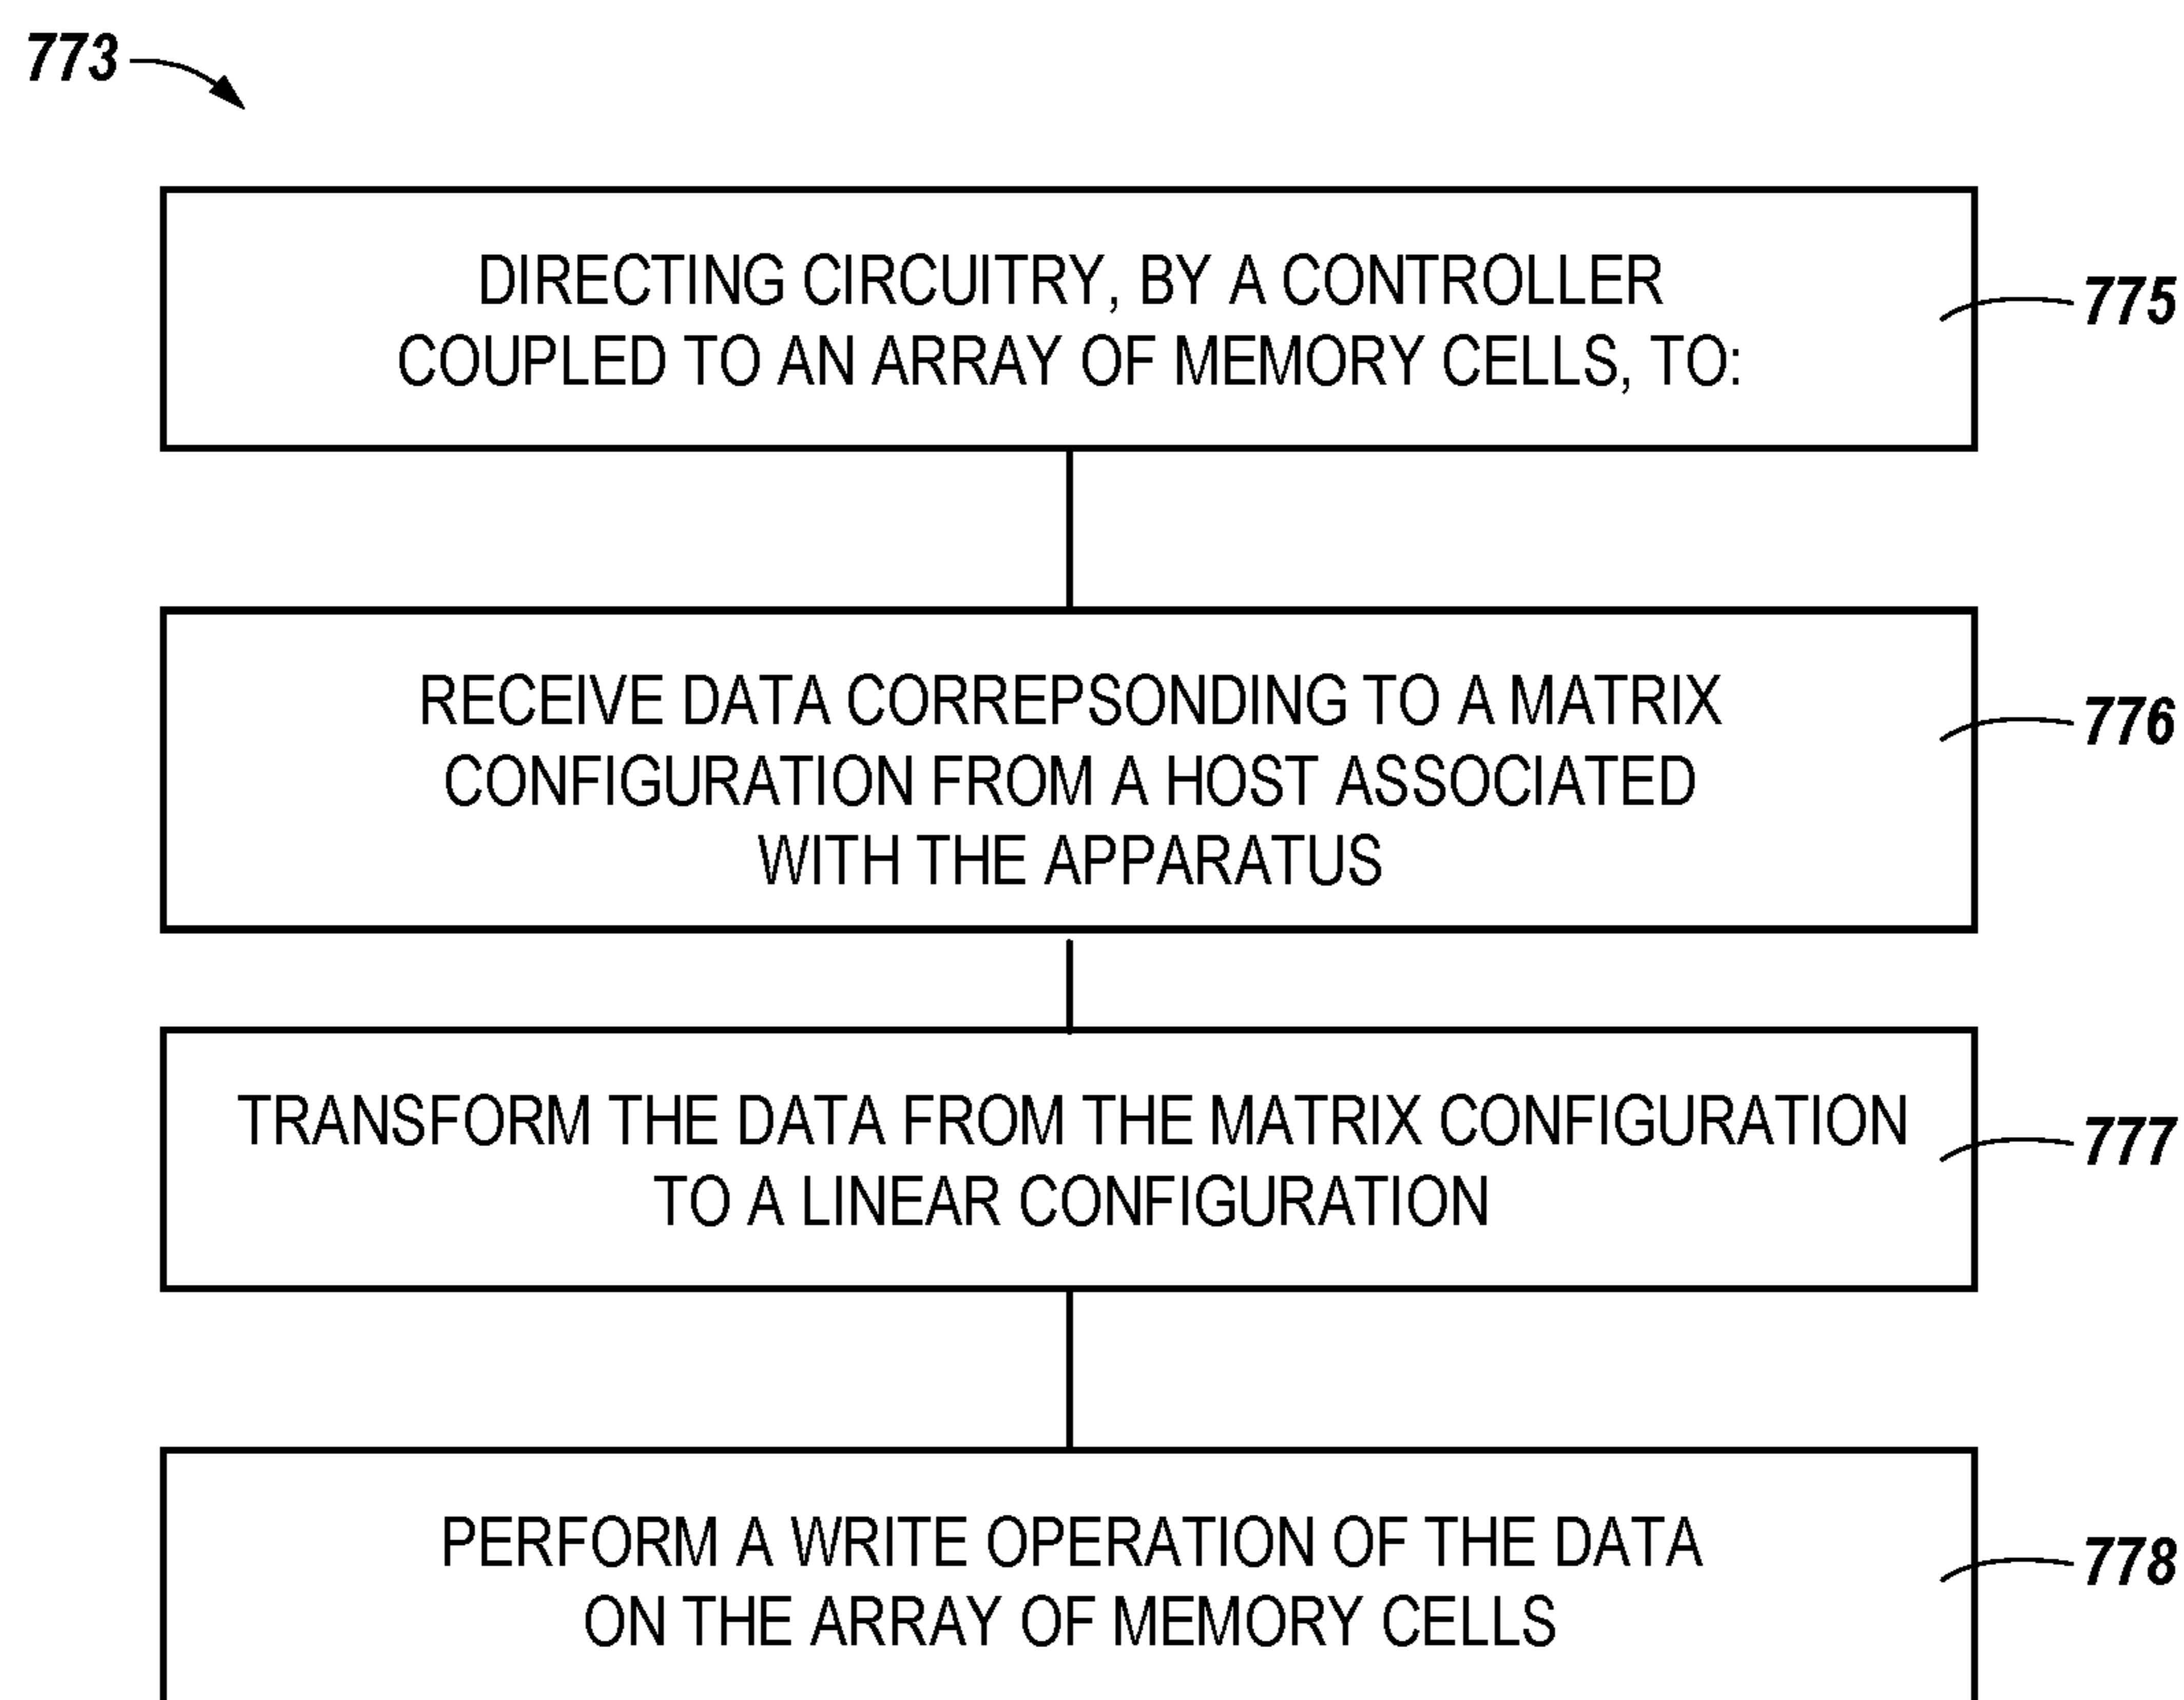 773
DIRECTING CIRCUITRY, BY A CONTROLLER
COUPLED TO AN ARRAY OF MEMORY CELLS, TO:
775
RECEIVE DATA CORREPSONDING TO A MATRIX
CONFIGURATION FROM A HOST ASSOCIATED
WITH THE APPARATUS
776
TRANSFORM THE DATA FROM THE MATRIX CONFIGURATION
TO A LINEAR CONFIGURATION
777
PERFORM A WRITE OPERATION OF THE DATA
ON THE ARRAY OF MEMORY CELLS
778